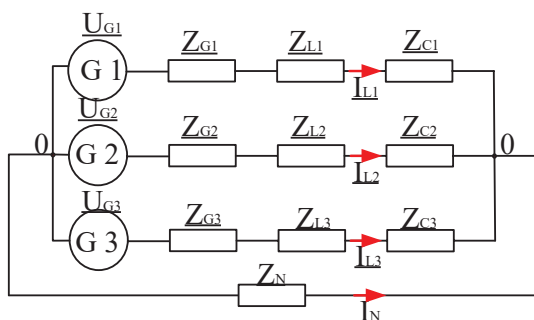 U_G1 Z_G1 Z_L1 Z_C1
G 1
I_L1
U_G2 Z_G2 Z_L2 Z_C2
0 G 2 0
I_L2
U_G3 Z_G3 Z_L3 Z_C3
G 3
I_L3
Z_N
I_N